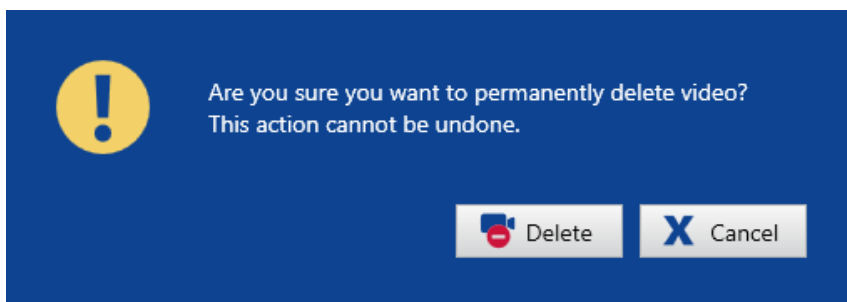 Are you sure you want to permanently delete video?
This action cannot be undone.
Delete
Cancel